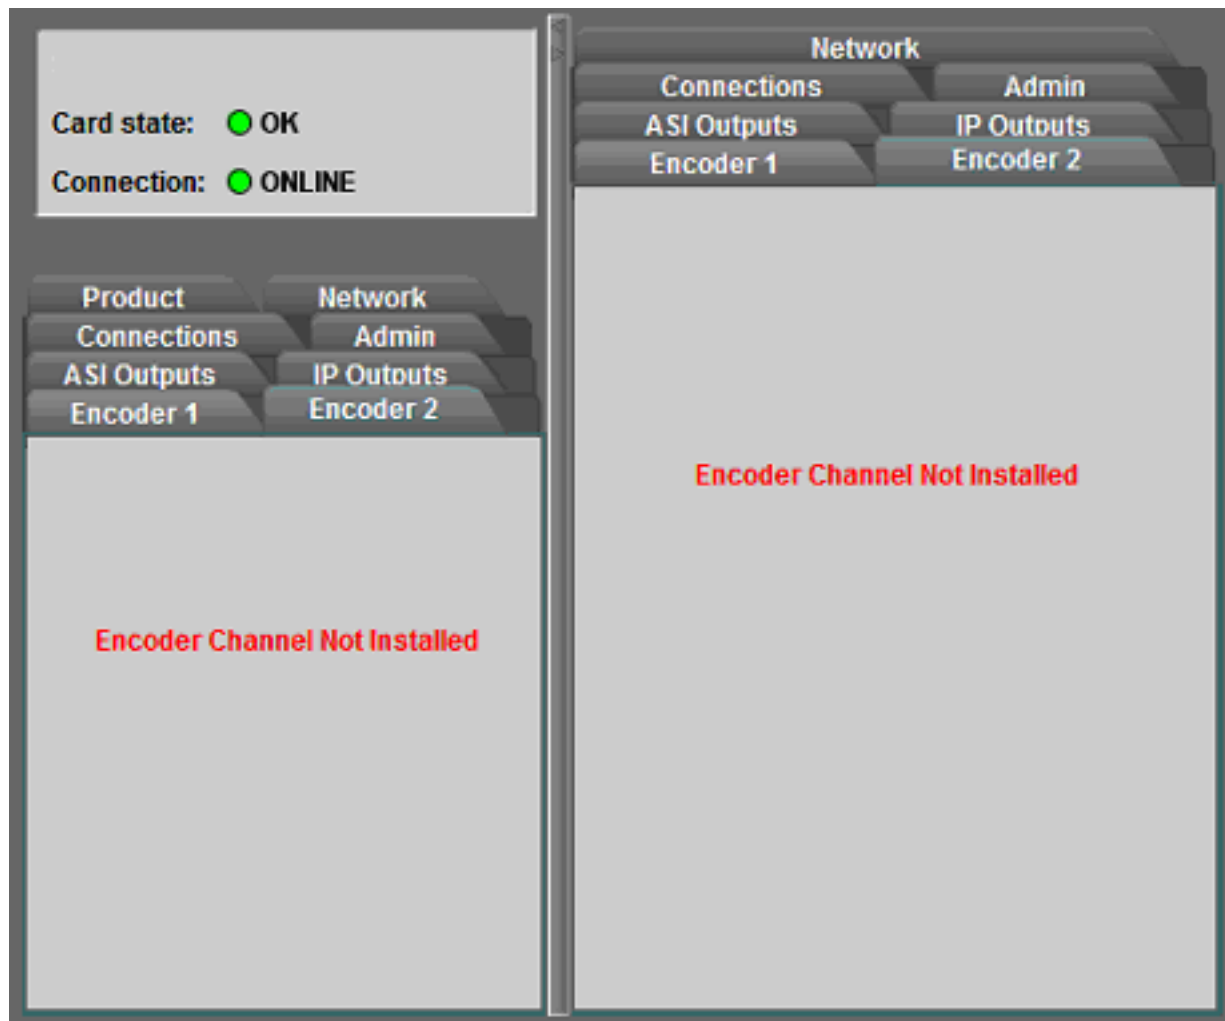 Card state: OK
Connection: ONLINE
Product Network
Connections Admin
ASI Outputs IP Outputs
Encoder 1 Encoder 2
Encoder Channel Not Installed
Network
Connections Admin
ASI Outputs IP Outputs
Encoder 1 Encoder 2
Encoder Channel Not Installed